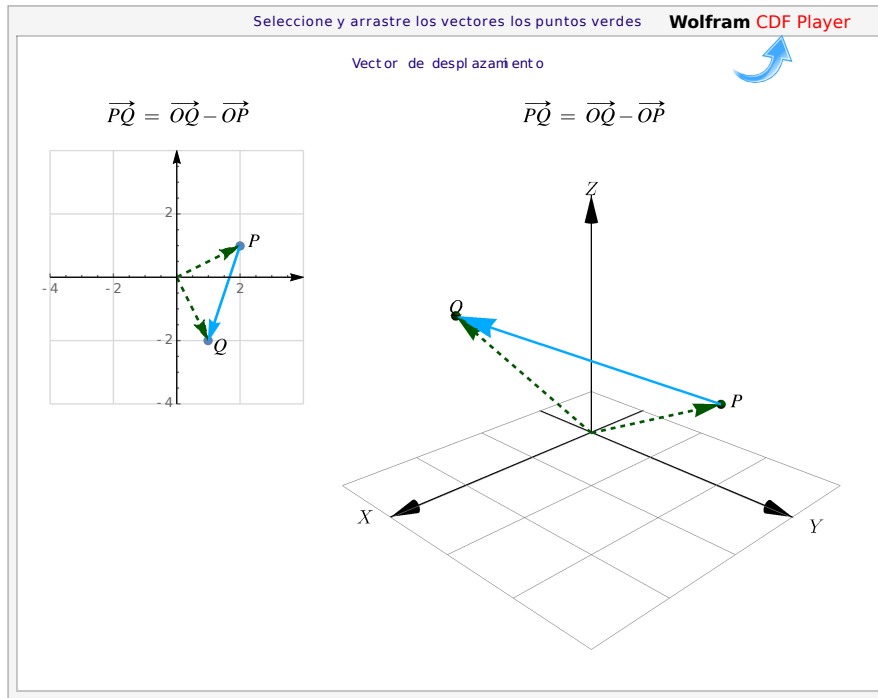 Seleccione y arrastre los vectores los puntos verdes Wolfram CDF Player
Vector de desplazamiento
PQ = OQ – OP
PQ = OQ – OP
2
P
-4 -2 2
-2
Q
-4
Z
Q
P
X
Y